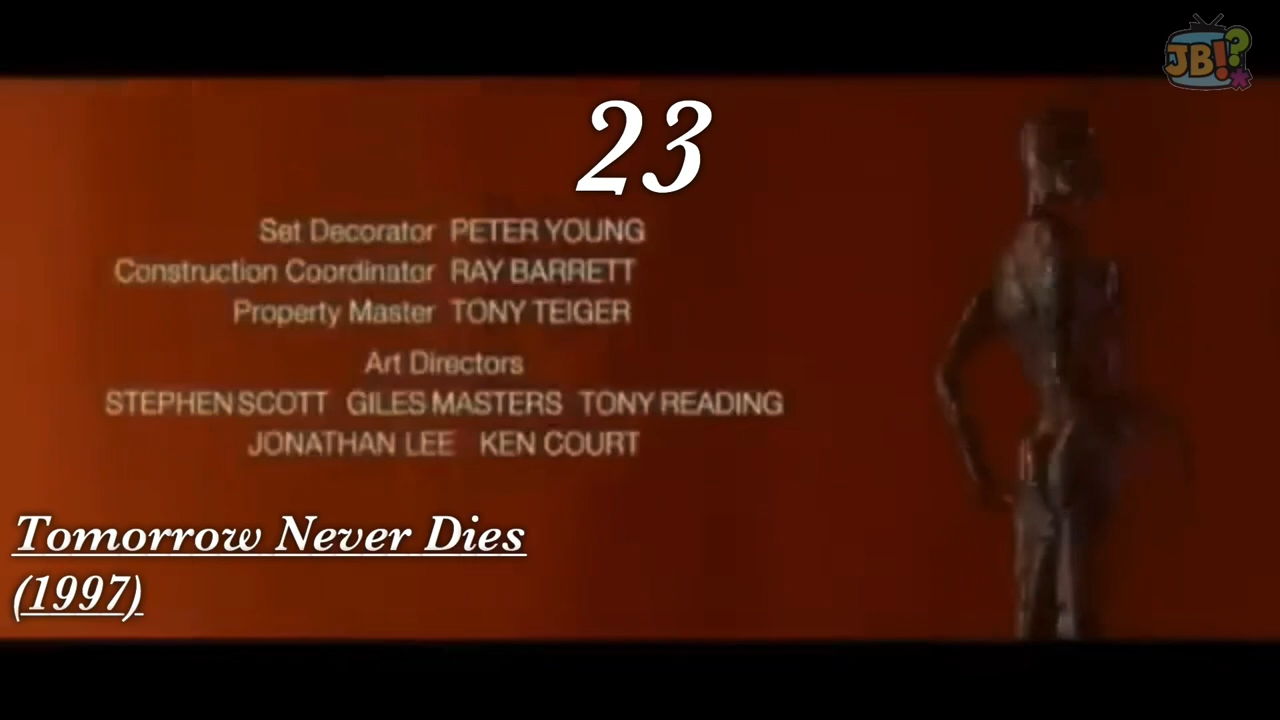 JB!?*
23
Set Decorator PETER YOUNG
Construction Coordinator RAY BARRETT
Property Master TONY TEIGER
Art Directors
STEPHEN SCOTT GILES MASTERS TONY READING
JONATHAN LEE KEN COURT
Tomorrow Never Dies
(1997)